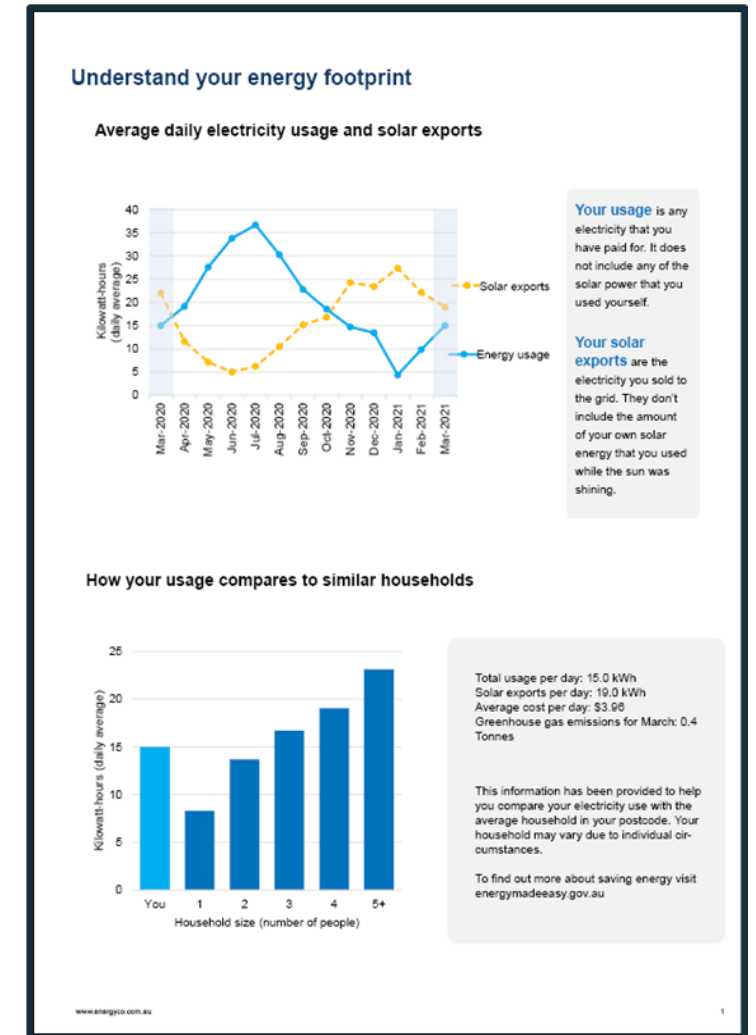 Understand your energy footprint
Average daily electricity usage and solar exports
Kilowatt-hours
(daily average)
40
35
30
25
20
15
10
5
0
Mar-2020
Apr-2020
May-2020
Jun-2020
Jul-2020
Aug-2020
Sep-2020
Oct-2020
Nov-2020
Dec-2020
Jan-2021
Feb-2021
Mar-2021
Solar exports
Energy usage
Your usage is any
electricity that you
have paid for. It does
not include any of the
solar power that you
used yourself.
Your solar
exports are the
electricity you sold to
the grid. They don't
include the amount
of your own solar
energy that you used
while the sun was
shining.
How your usage compares to similar households
Kilowatt-hours (daily average)
25
20
15
10
5
0
You 1 2 3 4 5+
Household size (number of people)
Total usage per day: 15.0 kWh
Solar exports per day: 19.0 kWh
Average cost per day: $3.96
Greenhouse gas emissions for March: 0.4
Tonnes
This information has been provided to help
you compare your electricity use with the
average household in your postcode. Your
household may vary due to individual cir-
cumstances.
To find out more about saving energy visit
energymadeeasy.gov.au
www.energyco.com.au
1